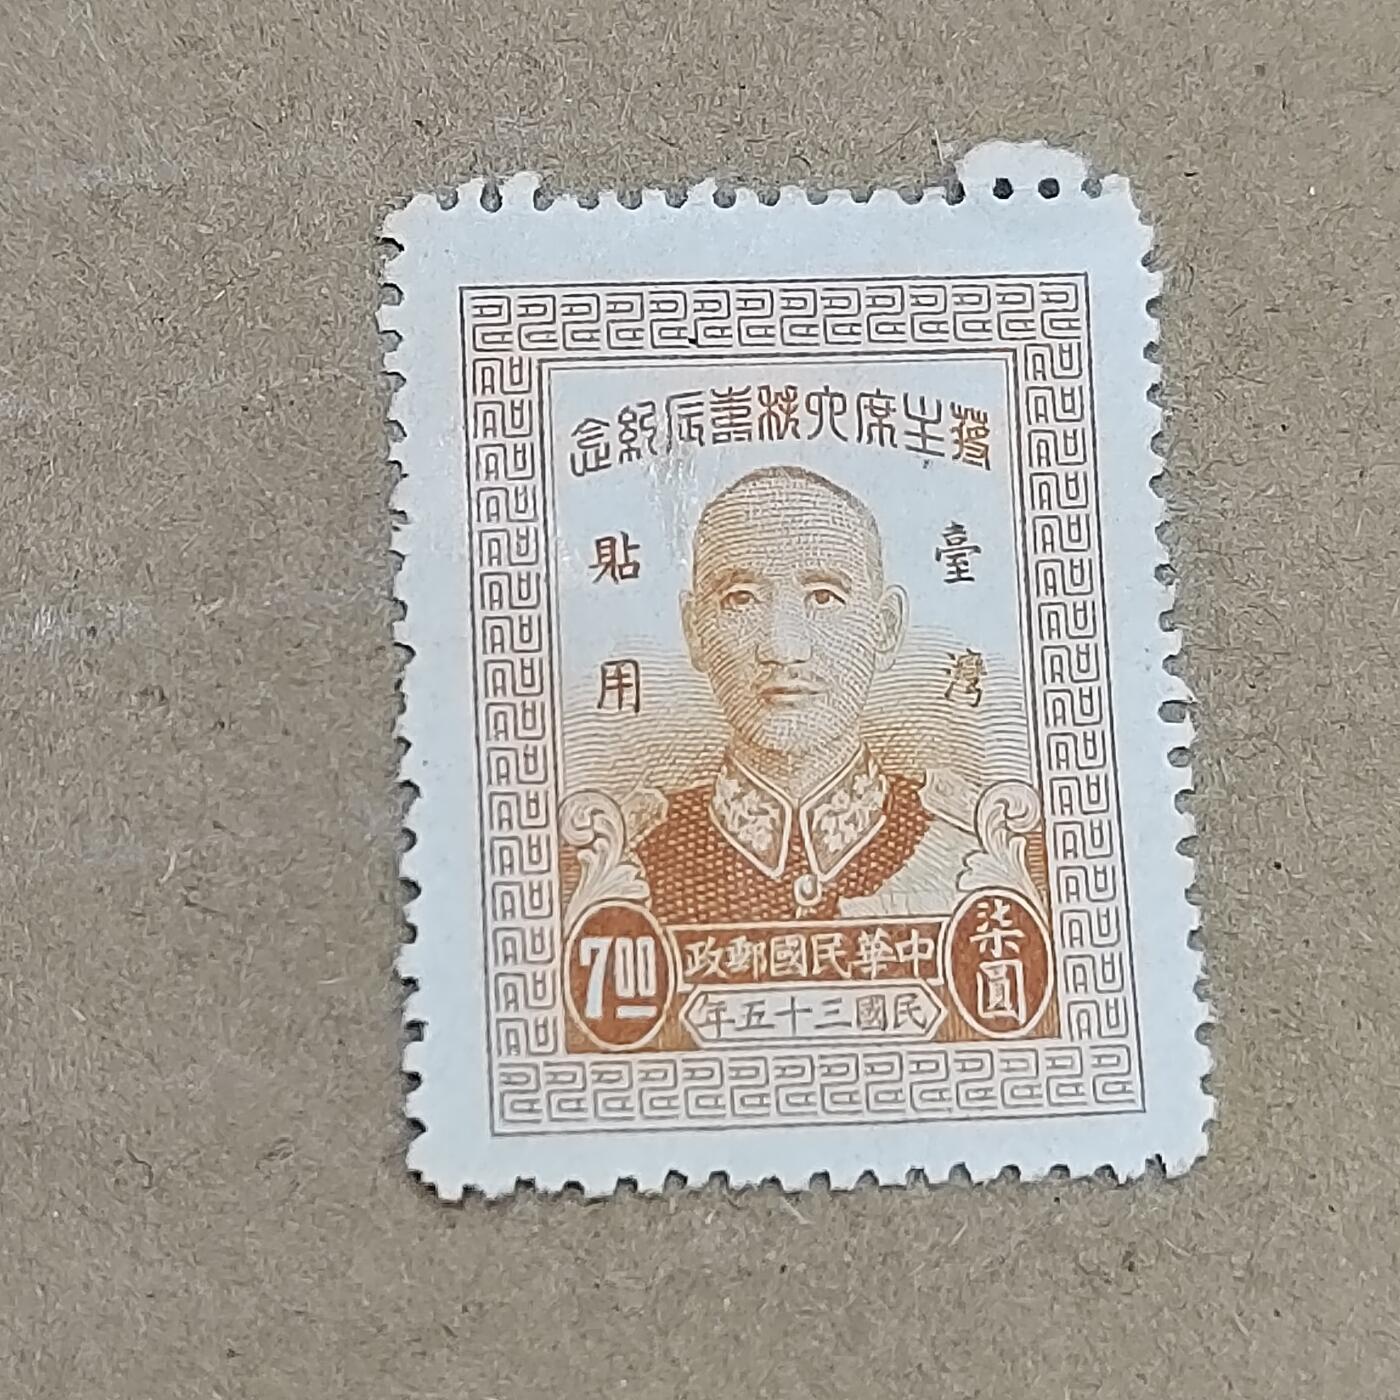 蔣主席六秩壽辰紀念
臺灣
貼用
中華民國郵政
民國三十五年
7.00
柒圓